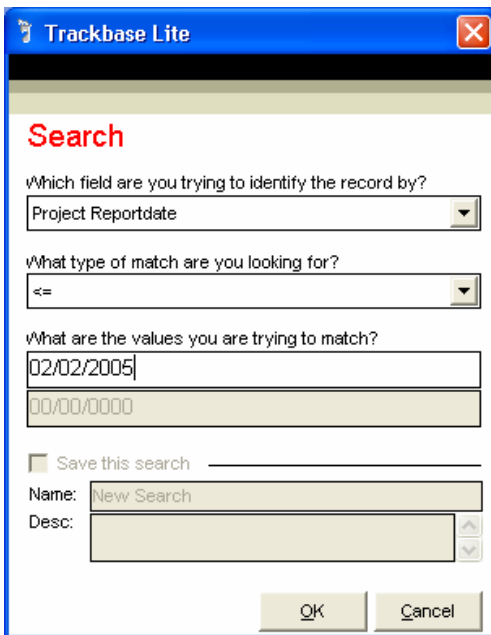 Trackbase Lite
Search
Which field are you trying to identify the record by?
Project Reportdate
What type of match are you looking for?
<=
What are the values you are trying to match?
02/02/2005
00/00/0000
Save this search
Name: New Search
Desc:
OK Cancel